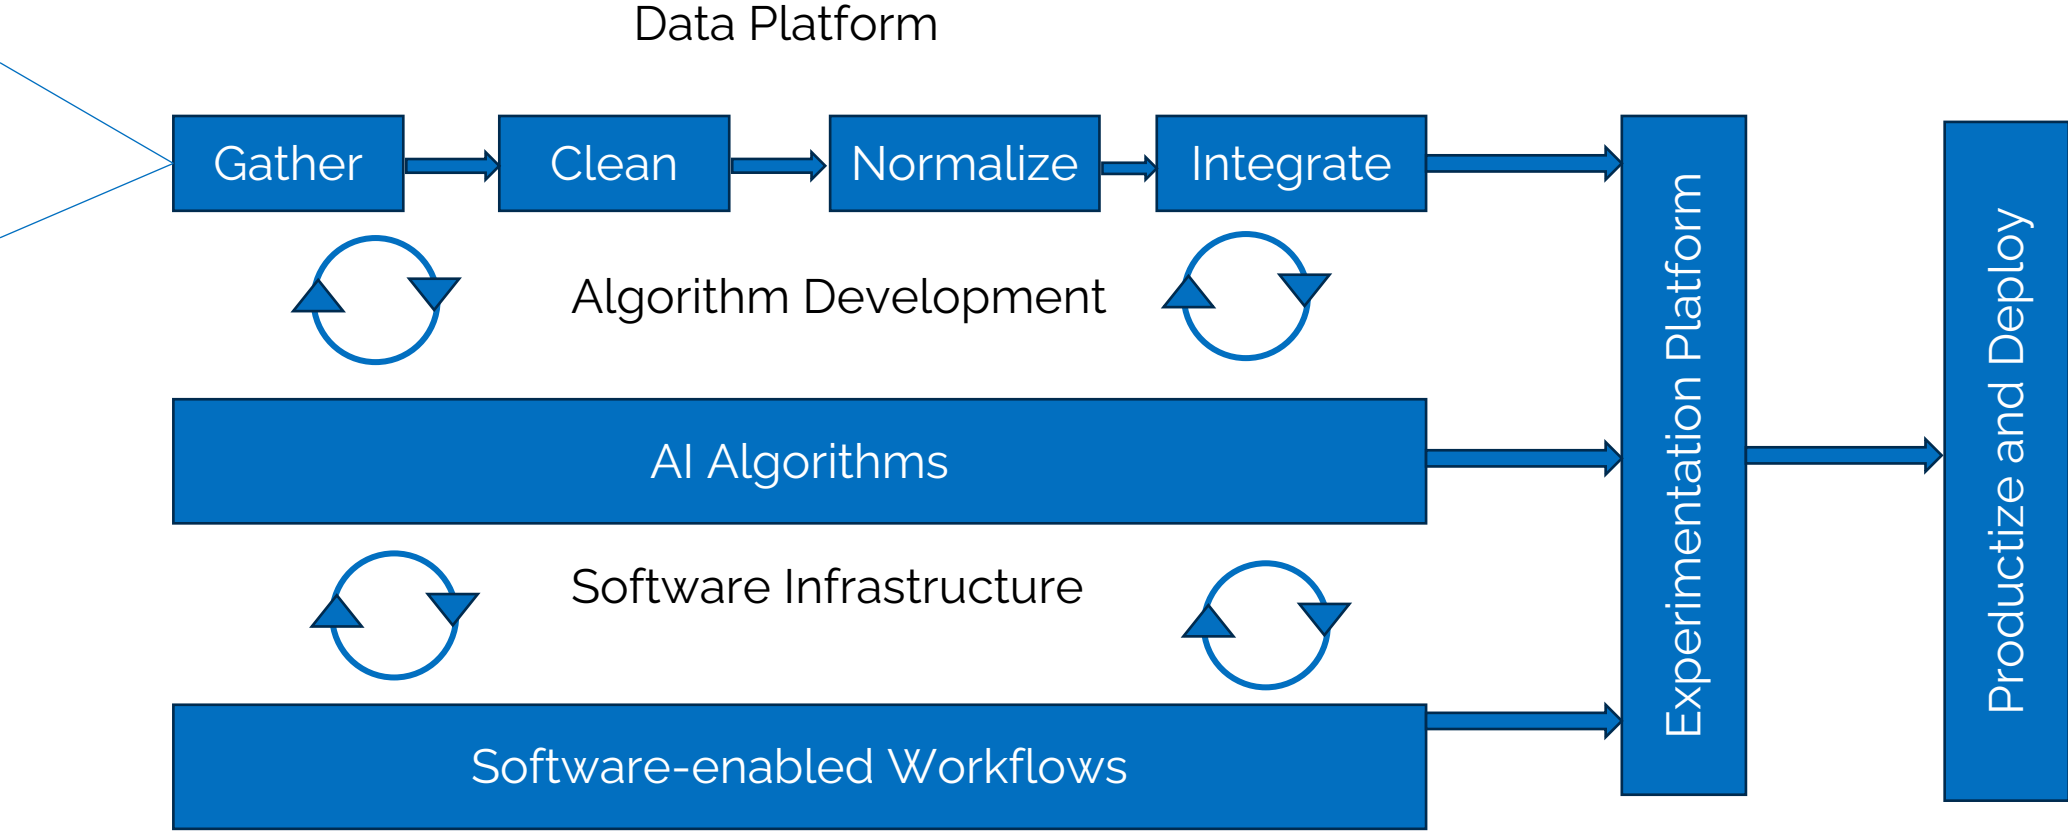 Data Platform
Gather
Clean
Normalize
Integrate
Algorithm Development
AI Algorithms
Software Infrastructure
Software-enabled Workflows
Experimentation Platform
Productize and Deploy